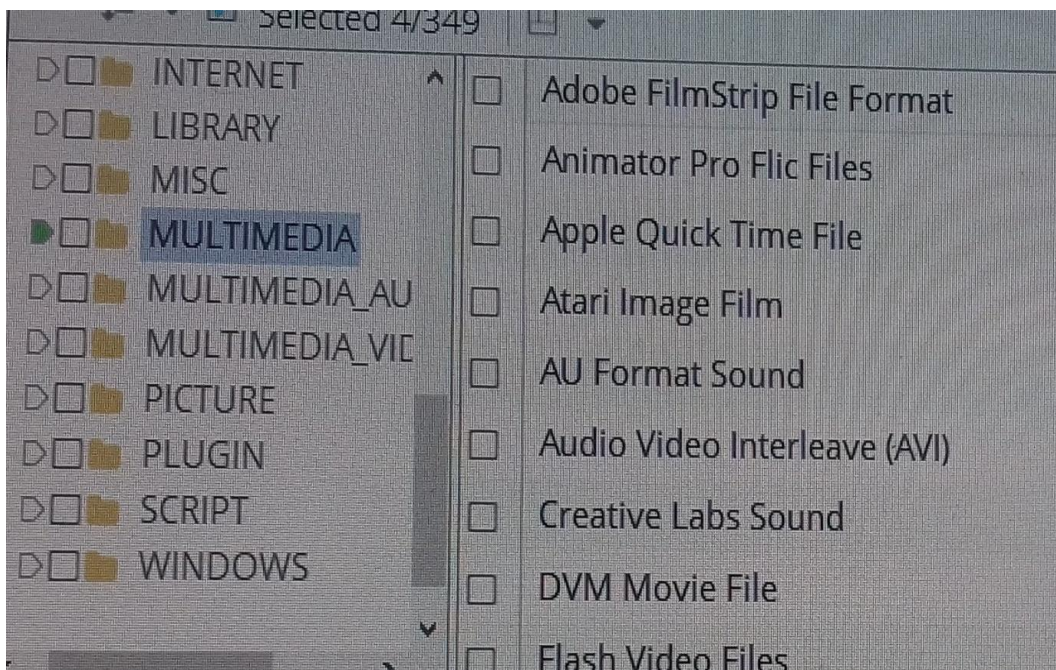 Selected 4/349
INTERNET
LIBRARY
MISC
MULTIMEDIA
MULTIMEDIA_AU
MULTIMEDIA_VID
PICTURE
PLUGIN
SCRIPT
WINDOWS
Adobe FilmStrip File Format
Animator Pro Flic Files
Apple Quick Time File
Atari Image Film
AU Format Sound
Audio Video Interleave (AVI)
Creative Labs Sound
DVM Movie File
Flash Video Files